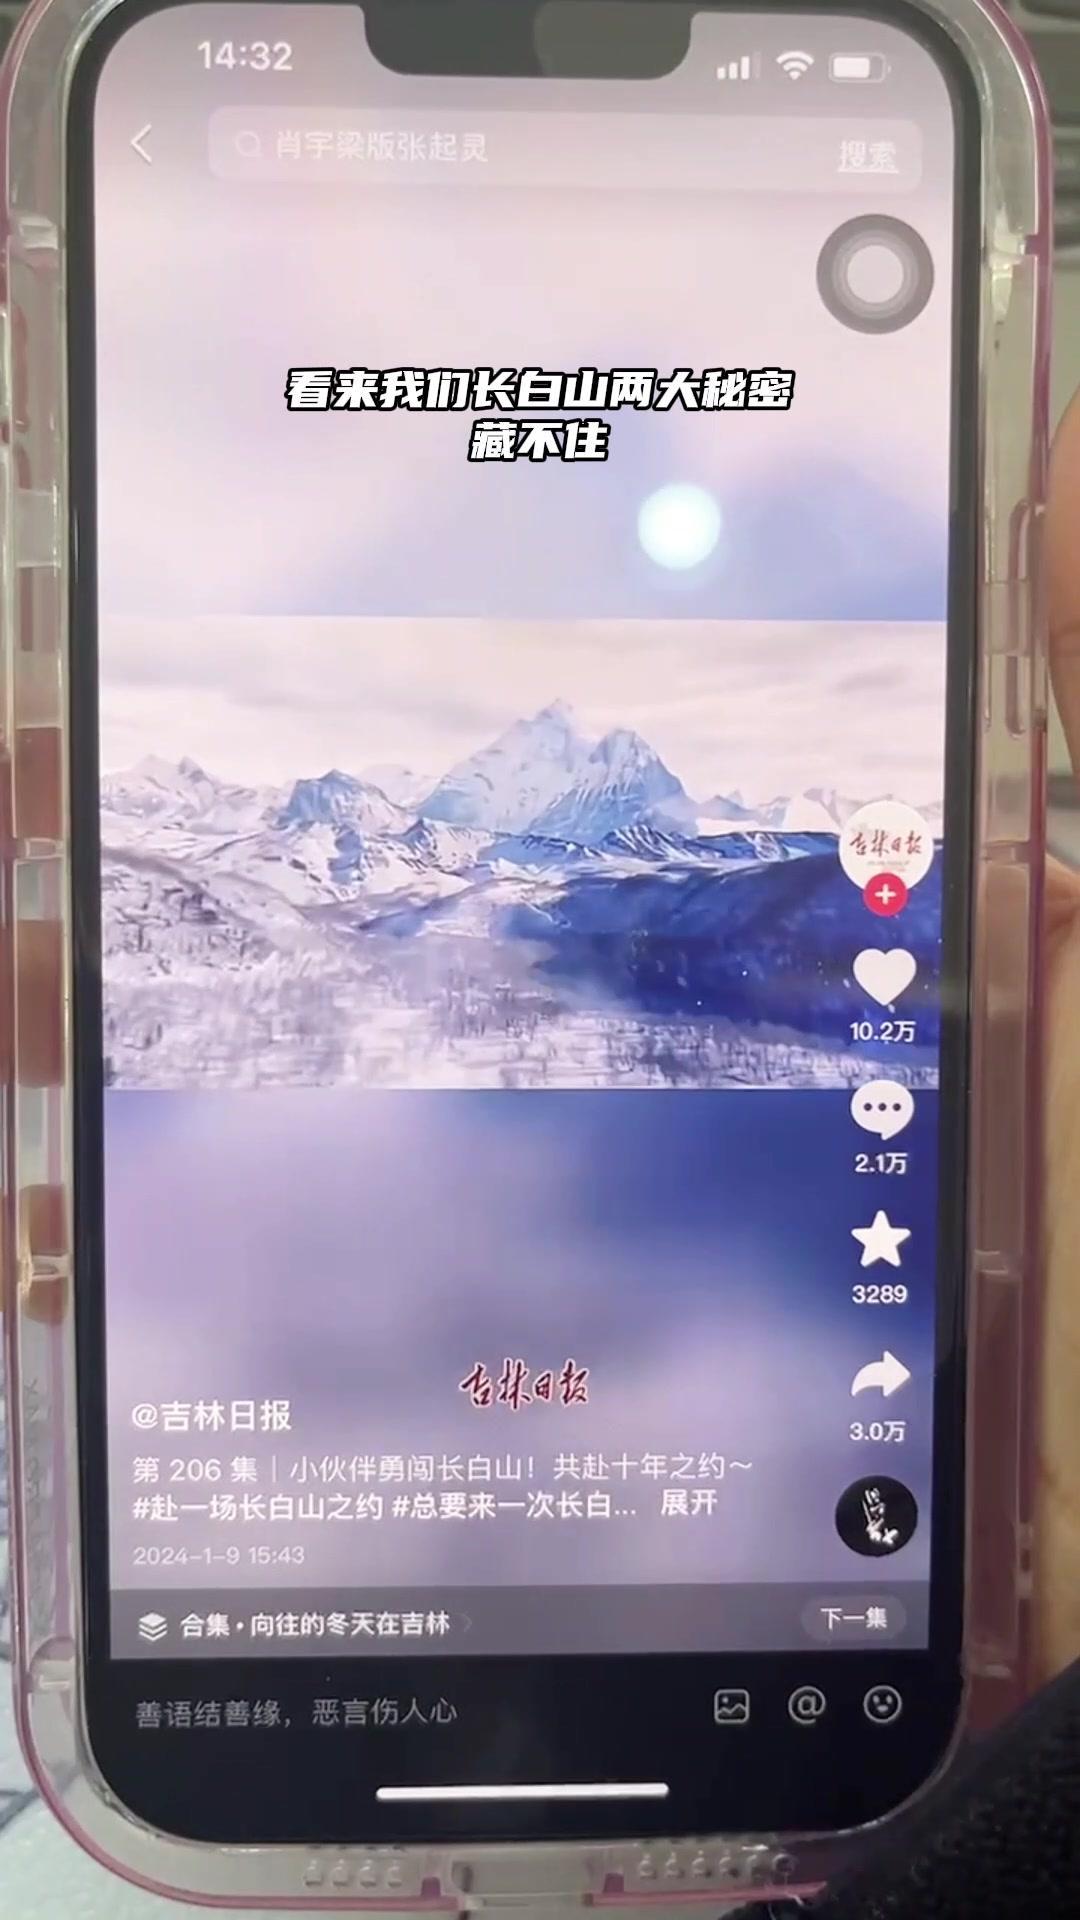 14:32
肖宇梁版张起灵
搜索
看来我们长白山两大秘密
藏不住
吉林日报
10.2万
2.1万
3289
3.0万
吉林日报
@吉林日报
第 206 集｜小伙伴勇闯长白山！共赴十年之约～
#赴一场长白山之约 #总要来一次长白... 展开
2024-1-9 15:43
合集·向往的冬天在吉林
下一集
善语结善缘，恶言伤人心